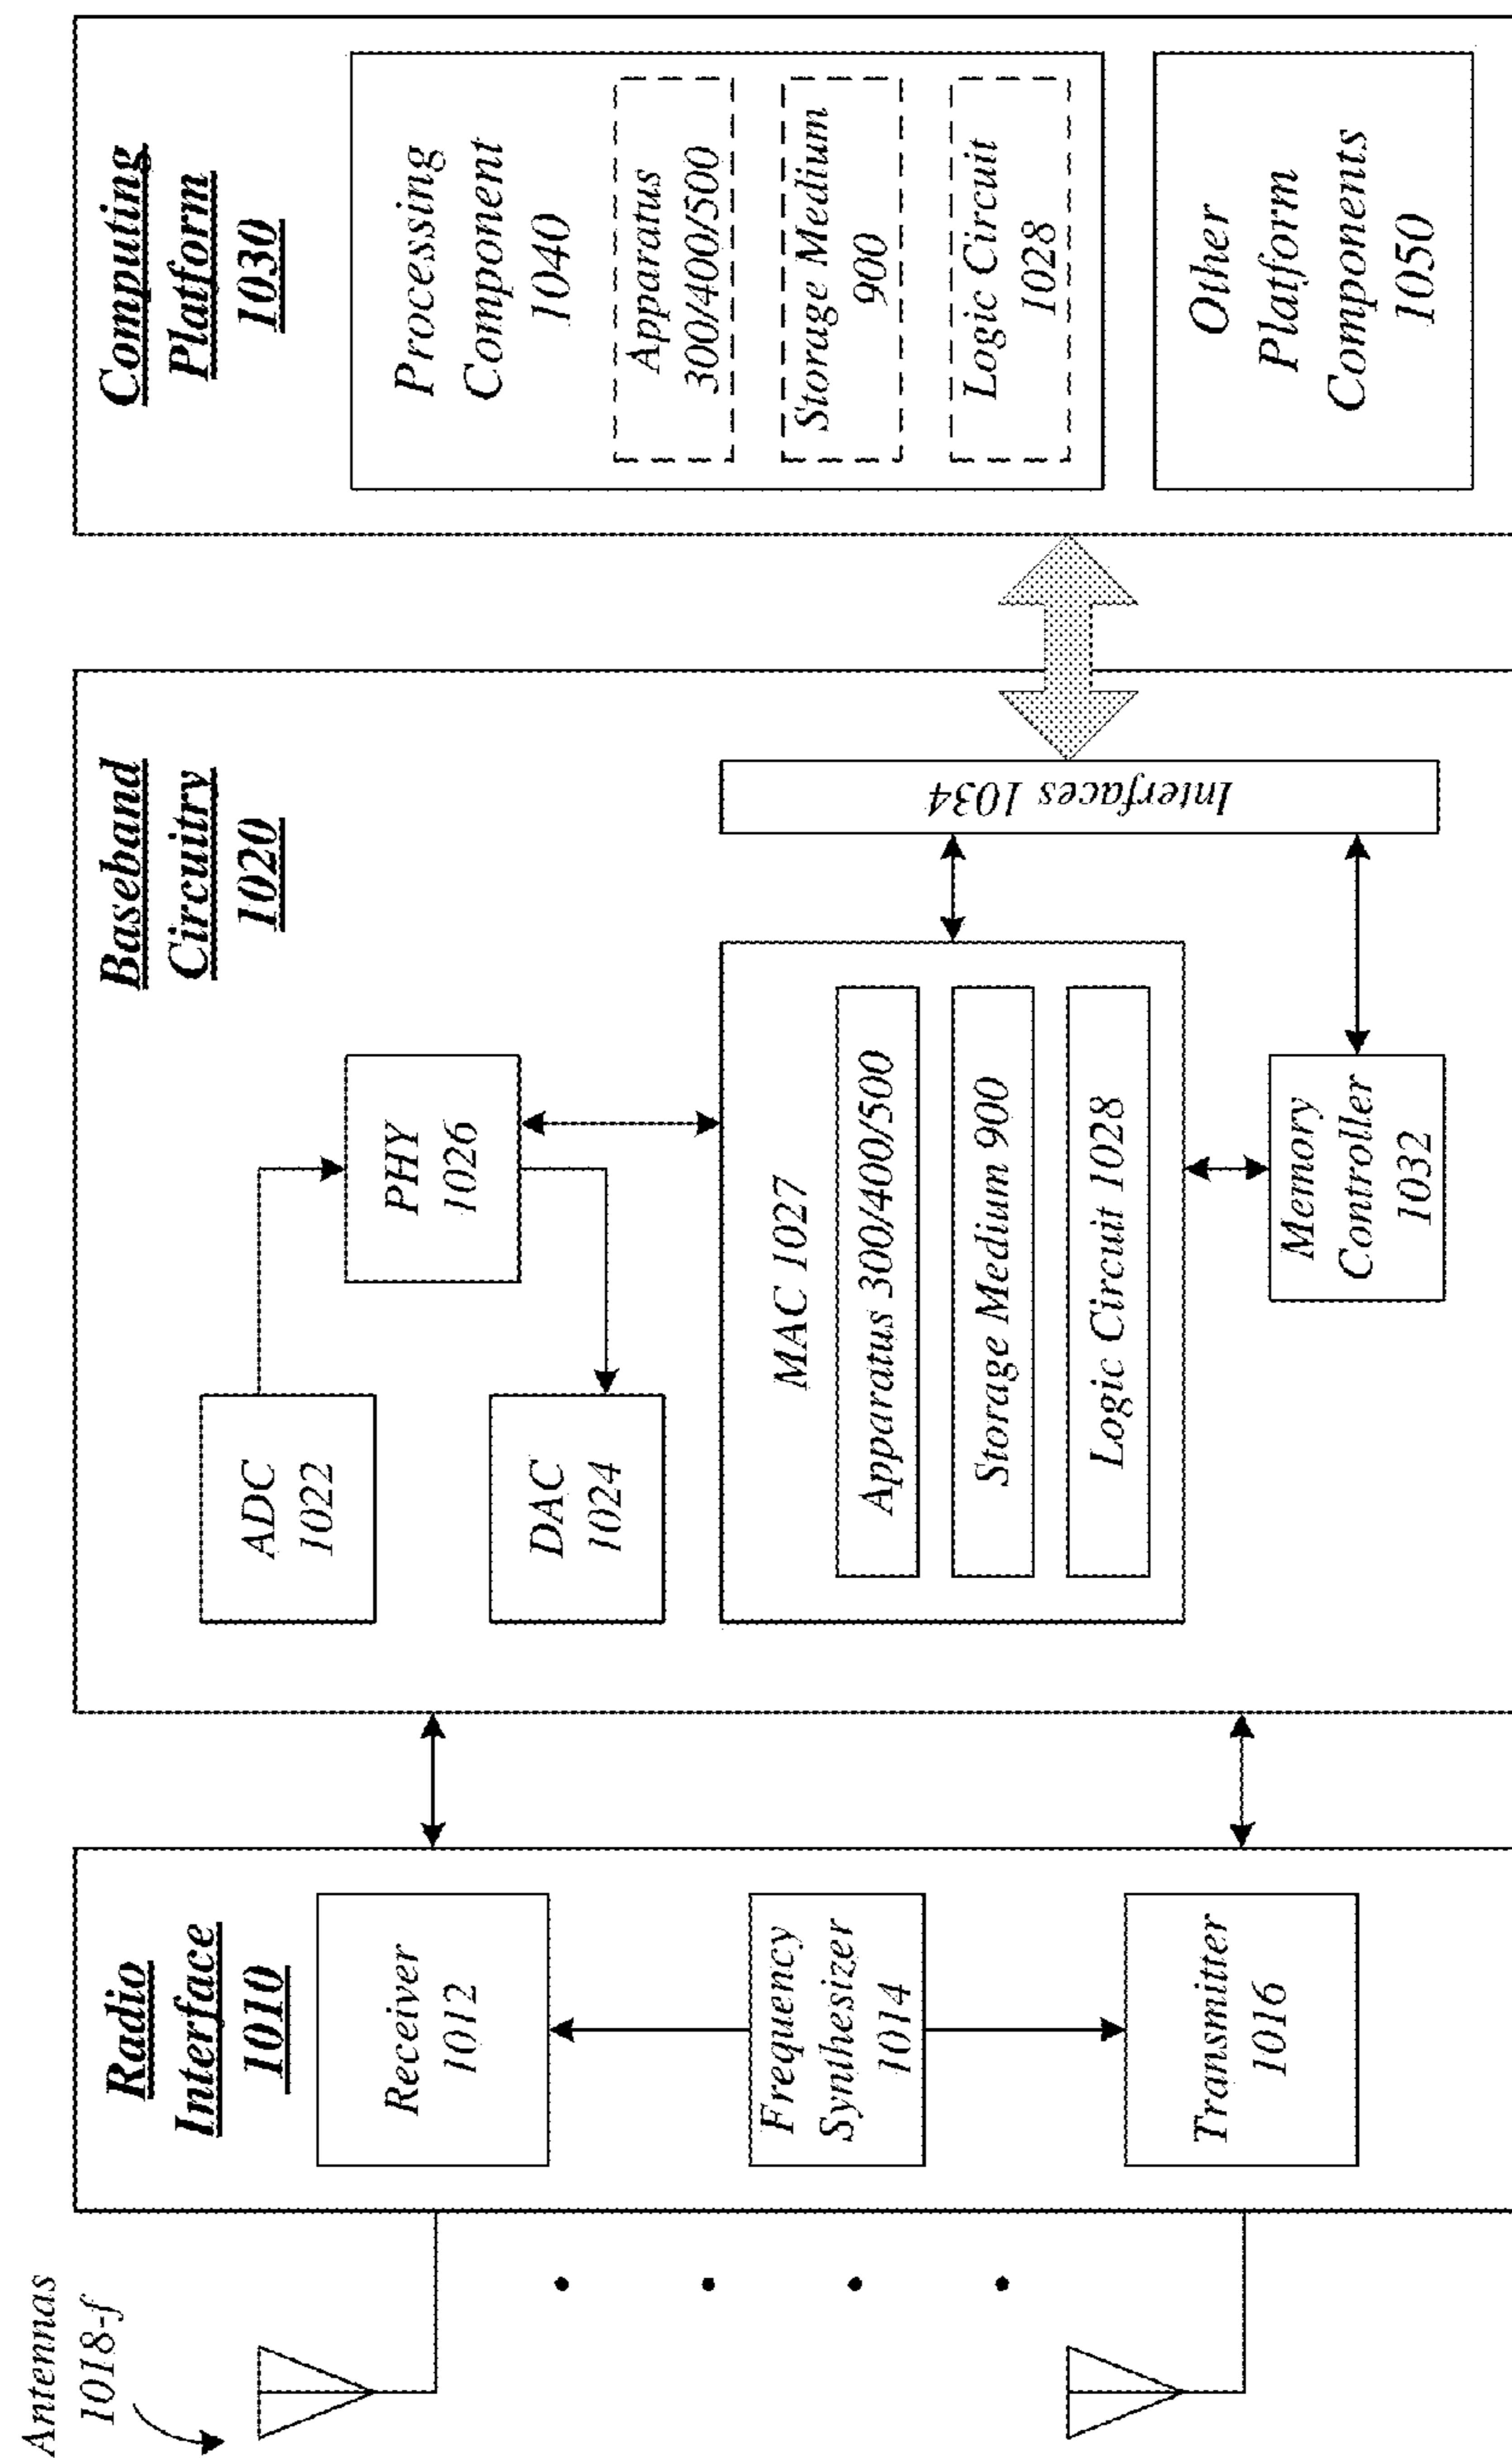 Antennas
1018-f
Radio
Interface
1010
Receiver
1012
Frequency
Synthesizer
1014
Transmitter
1016
Baseband
Circuitry
1020
ADC
1022
PHY
1026
DAC
1024
MAC 1027
Apparatus 300/400/500
Storage Medium 900
Logic Circuit 1028
Memory
Controller
1032
Interfaces 1034
Computing
Platform
1030
Processing
Component
1040
Apparatus
300/400/500
Storage Medium
900
Logic Circuit
1028
Other
Platform
Components
1050